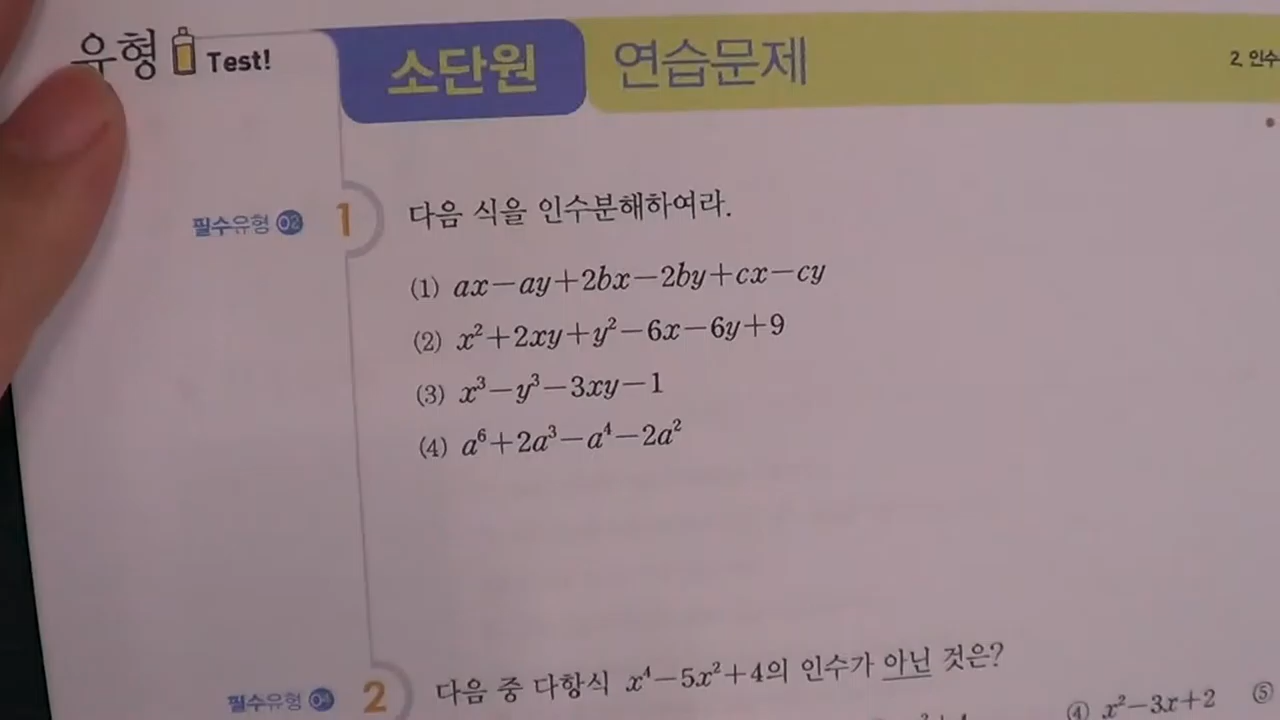 유형 Test!
소단원 연습문제
2. 인수
필수유형 02 1 다음 식을 인수분해하여라.
(1) ax−ay+2bx−2by+cx−cy
(2) x²+2xy+y²−6x−6y+9
(3) x³−y³−3xy−1
(4) a⁶+2a³−a⁴−2a²
필수유형 2 다음 중 다항식 x⁴−5x²+4의 인수가 아닌 것은?
④ x²−3x+2 ⑤